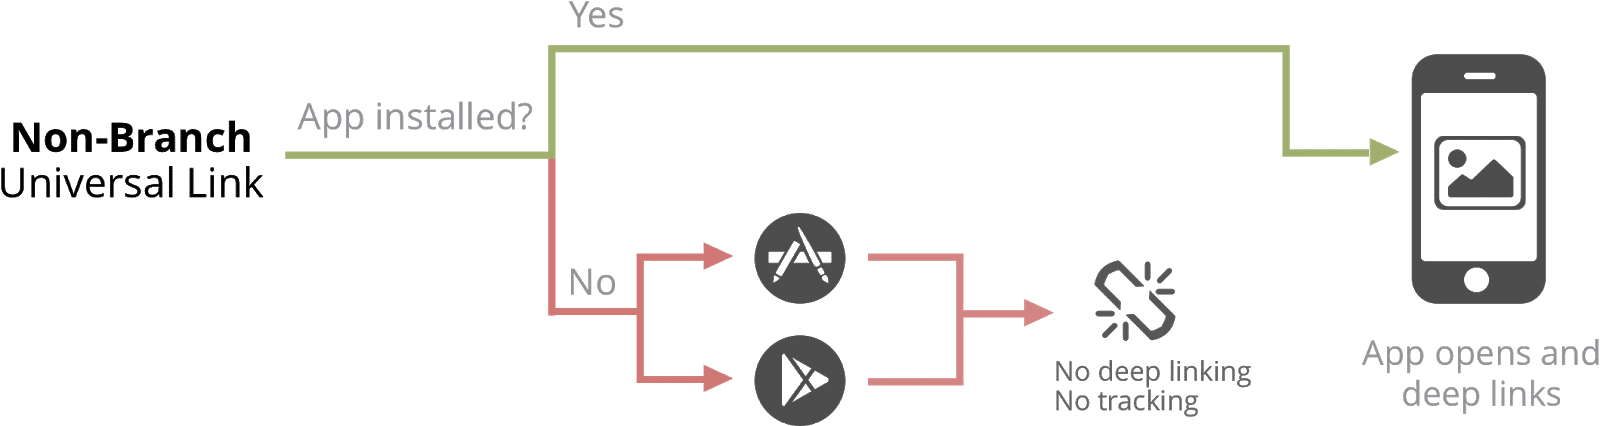 Yes
App installed?
Non-Branch
Universal Link
No
No deep linking
No tracking
App opens and
deep links